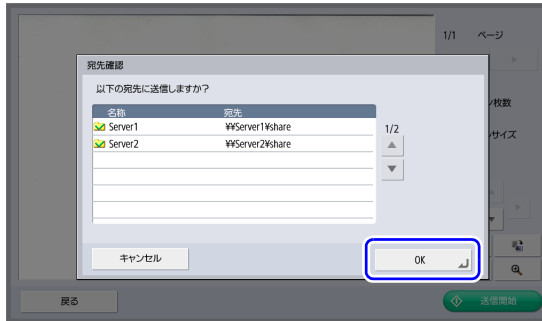 1/1 ページ
宛先確認
以下の宛先に送信しますか?
名称 宛先
Server1 ¥¥Server1¥share
Server2 ¥¥Server2¥share
1/2
枚数
サイズ
キャンセル
OK
戻る
送信開始